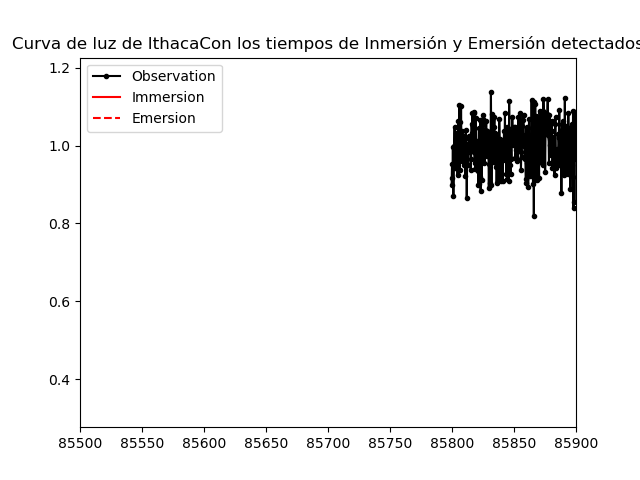 Curva de luz de IthacaCon los tiempos de Inmersión y Emersión detectados
Observation
Immersion
Emersion
1.2
1.0
0.8
0.6
0.4
85500 85550 85600 85650 85700 85750 85800 85850 85900